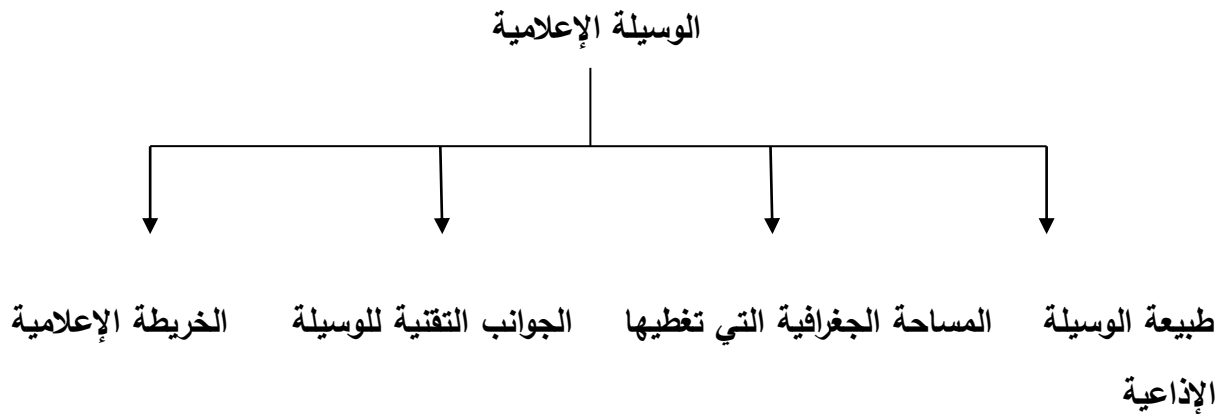 الوسيلة الإعلامية
طبيعة الوسيلة المساحة الجغرافية التي تغطيها الجوانب التقنية للوسيلة الخريطة الإعلامية
الإذاعية